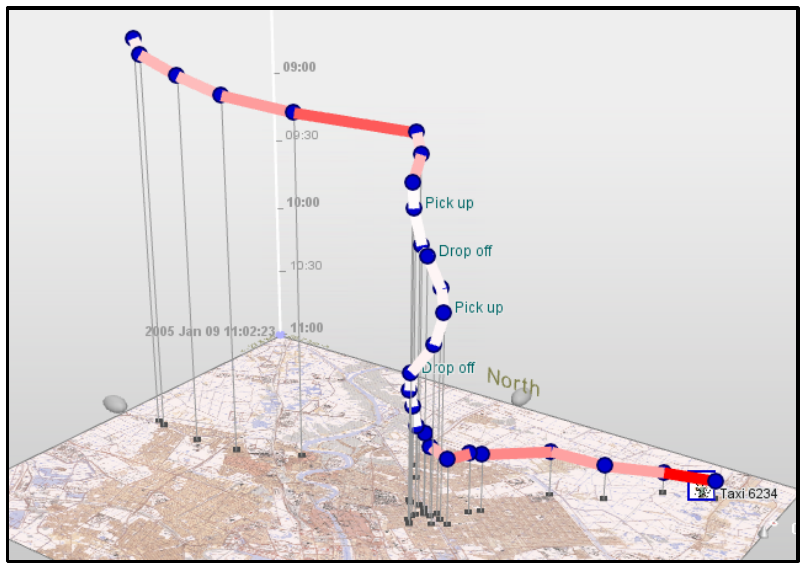 09:00
09:30
10:00
Pick up
Drop off
10:30
Pick up
2005 Jan 09 11:02:23
11:00
Drop off
North
Taxi 6234